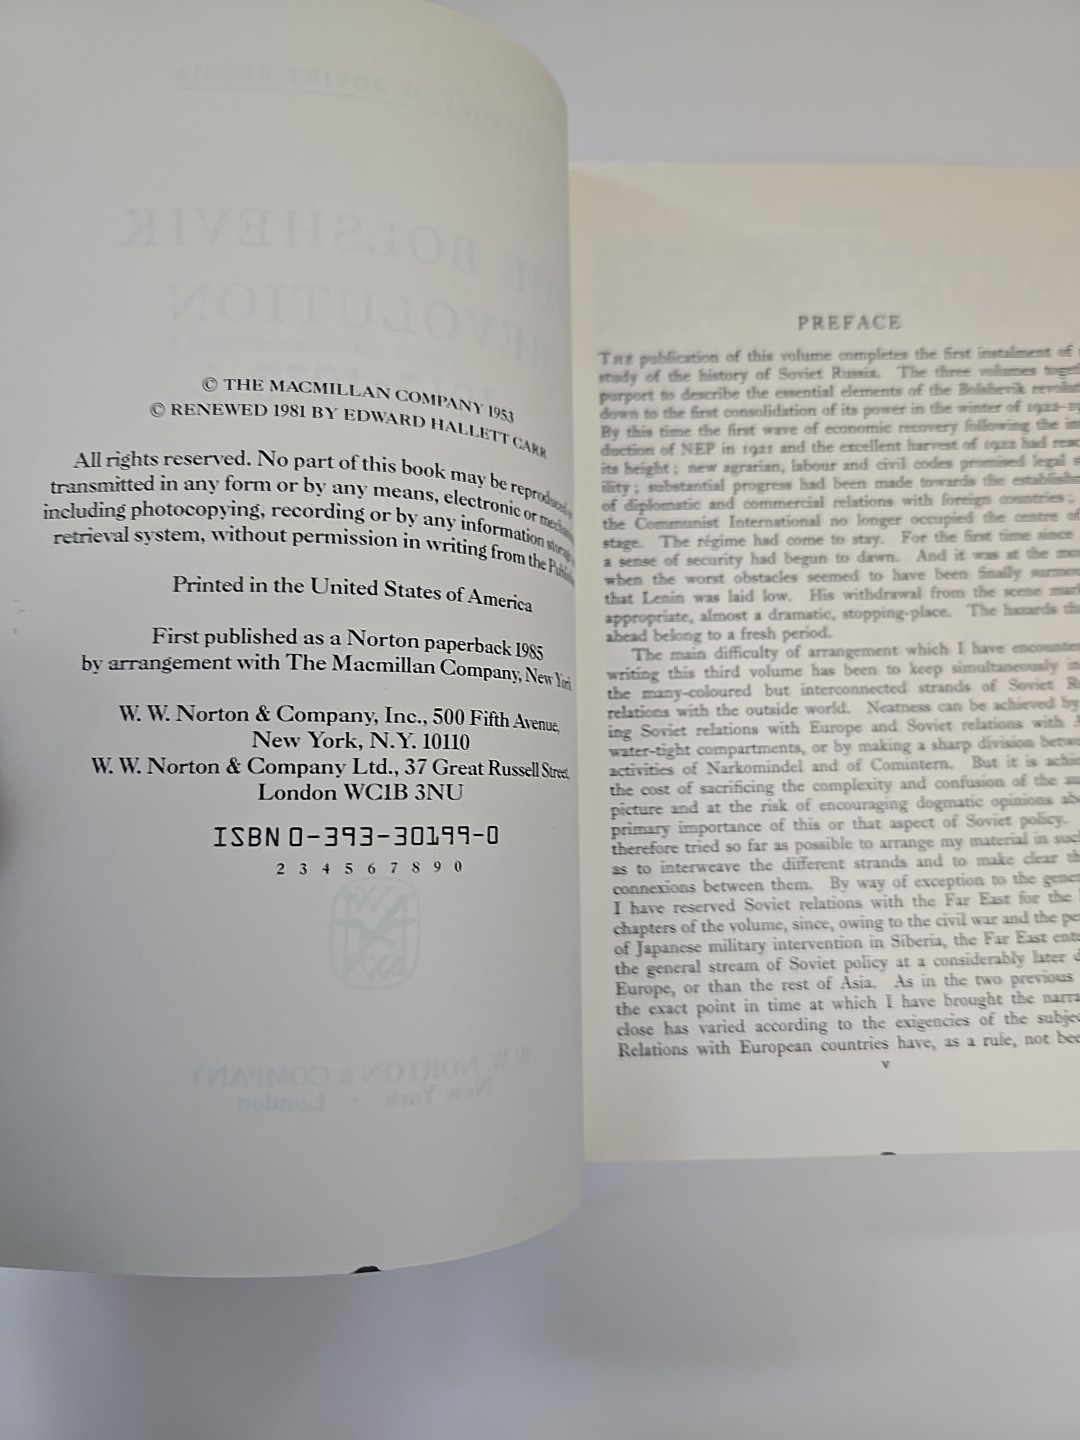 © THE MACMILLAN COMPANY 1953
© RENEWED 1981 BY EDWARD HALLETT CARR
All rights reserved. No part of this book may be reproduced
transmitted in any form or by any means, electronic or
including photocopying, recording or by any information
retrieval system, without permission in writing from the
Printed in the United States of America
First published as a Norton paperback 1985
by arrangement with The Macmillan Company, New York
W. W. Norton & Company, Inc., 500 Fifth Avenue,
New York, N.Y. 10110
W. W. Norton & Company Ltd., 37 Great Russell Street,
London WC1B 3NU
ISBN 0-393-30199-0
2 3 4 5 6 7 8 9 0
PREFACE
THE publication of this volume completes the first instalment of
study of the history of Soviet Russia. The three volumes
purport to describe the essential elements of the Bolshevik
down to the first consolidation of its power in the winter of
By this time the first wave of economic recovery following the
duction of NEP in 1921 and the excellent harvest of 1922 had
its height; new agrarian, labour and civil codes promised legal
ility; substantial progress had been made towards the
of diplomatic and commercial relations with foreign countries;
the Communist International no longer occupied the centre of
stage. The régime had come to stay. For the first time since
a sense of security had begun to dawn. And it was at the
when the worst obstacles seemed to have been finally
that Lenin was laid low. His withdrawal from the scene
appropriate, almost a dramatic, stopping-place. The hazards
ahead belong to a fresh period.
The main difficulty of arrangement which I have
writing this third volume has been to keep simultaneously
the many-coloured but interconnected strands of Soviet
relations with the outside world. Neatness can be achieved by
ing Soviet relations with Europe and Soviet relations with
water-tight compartments, or by making a sharp division
activities of Narkomindel and of Comintern. But it is
the cost of sacrificing the complexity and confusion of the
picture and at the risk of encouraging dogmatic opinions
primary importance of this or that aspect of Soviet policy.
therefore tried so far as possible to arrange my material in
as to interweave the different strands and to make clear
connexions between them. By way of exception to the
I have reserved Soviet relations with the Far East for the
chapters of the volume, since, owing to the civil war and the
of Japanese military intervention in Siberia, the Far East
the general stream of Soviet policy at a considerably later
Europe, or than the rest of Asia. As in the two previous
the exact point in time at which I have brought the
close has varied according to the exigencies of the
Relations with European countries have, as a rule, not
v